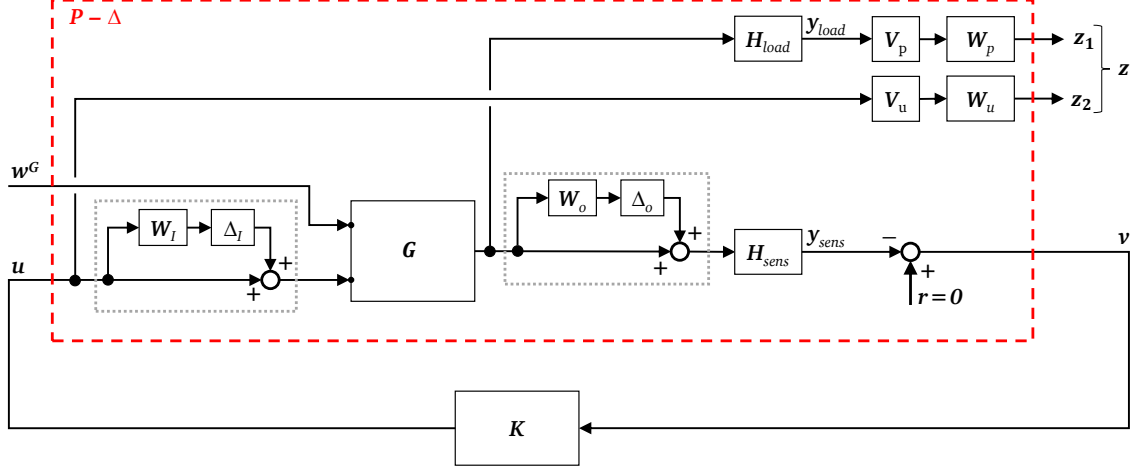 P – Δ
H_load
y_load
V_p
W_p
z_1
z
V_u
W_u
z_2
w^G
W_I
Δ_I
+
+
u
G
W_o
Δ_o
+
+
H_sens
y_sens
−
+
r = 0
v
K